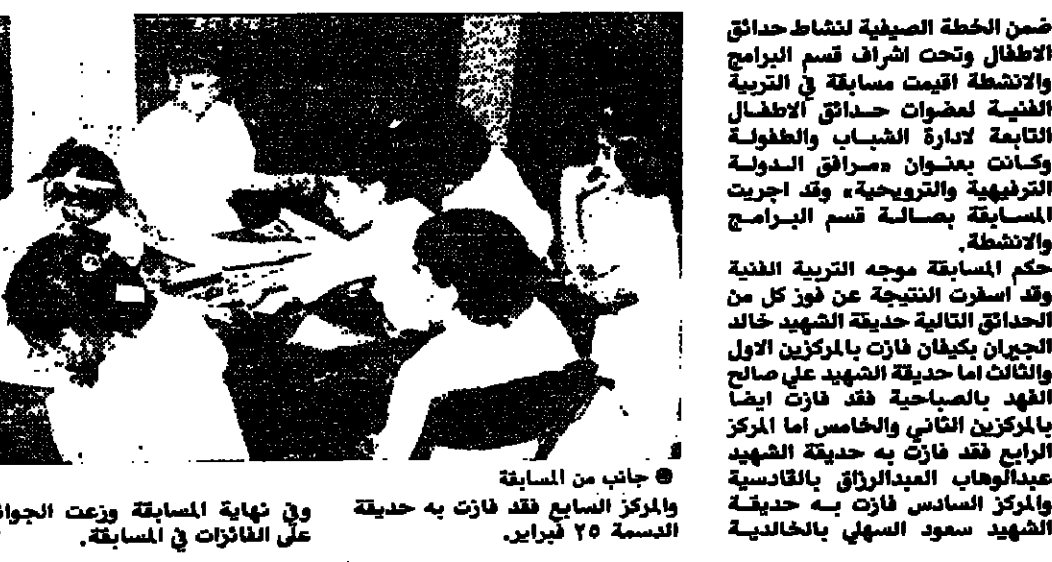 ضمن الخطة الصيفية لنشاط حدائق
الاطفال وتحت اشراف قسم البرامج
والانشطة اقيمت مسابقة في التربية
الفنية لعضوات حدائق الاطفال
التابعة لادارة الشباب والطفولة
وكانت بعنوان «مرافق الدولة
الترفيهية والترويحية» وقد اجريت
المسابقة بصالة قسم البرامج
والانشطة.
حكم المسابقة موجه التربية الفنية
وقد اسفرت النتيجة عن فوز كل من
الحدائق التالية حديقة الشهيد خالد
الجيران بكيفان فازت بالمركزين الاول
والثالث اما حديقة الشهيد علي صالح
الفهد بالصباحية فقد فازت ايضا
بالمركزين الثاني والخامس اما المركز
الرابع فقد فازت به حديقة الشهيد
عبدالوهاب العبدالرزاق بالقادسية
والمركز السادس فازت به حديقة
الشهيد سعود السهلي بالخالدية
جانب من المسابقة
والمركز السابع فقد فازت به حديقة
الدسمة ٢٥ فبراير.
وفي نهاية المسابقة وزعت
على الفائزات في المسابقة.